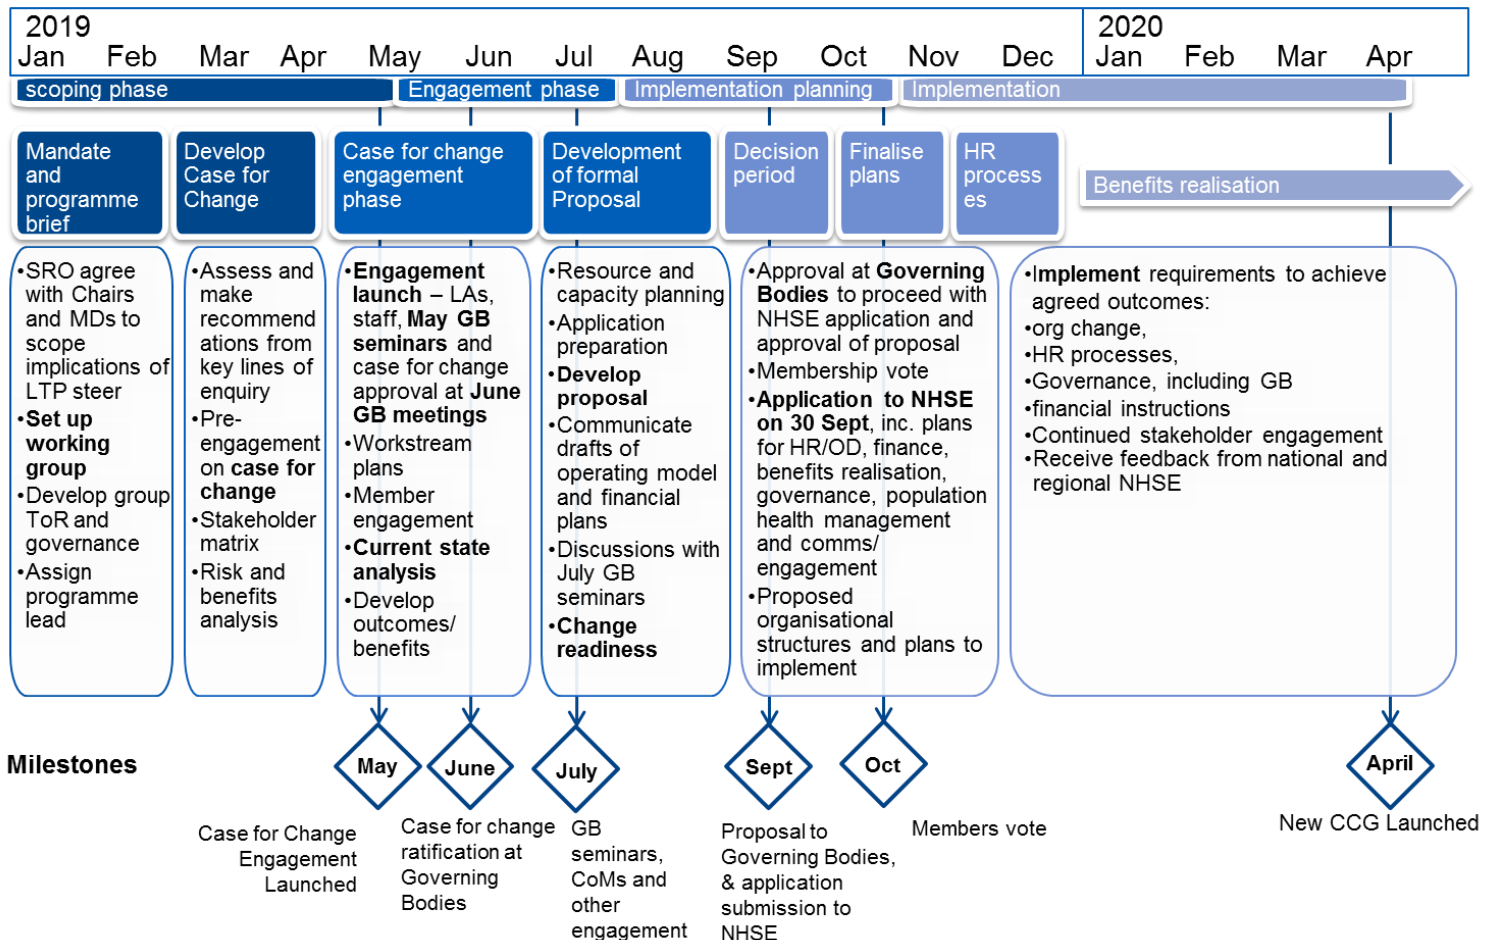 2019
2020
Jan Feb Mar Apr May Jun Jul Aug Sep Oct Nov Dec Jan Feb Mar Apr
scoping phase
Engagement phase
Implementation planning
Implementation
Mandate
and
programme
brief
Develop
Case for
Change
Case for change
engagement
phase
Development
of formal
Proposal
Decision
period
Finalise
plans
HR
process
es
Benefits realisation
•SRO agree
with Chairs
and MDs to
scope
implications of
LTP steer
•Set up
working
group
•Develop group
ToR and
governance
•Assign
programme
lead
•Assess and
make
recommend
ations from
key lines of
enquiry
•Pre-
engagement
on case for
change
•Stakeholder
matrix
•Risk and
benefits
analysis
•Engagement
launch – LAs,
staff, May GB
seminars and
case for change
approval at June
GB meetings
•Workstream
plans
•Member
engagement
•Current state
analysis
•Develop
outcomes/
benefits
•Resource and
capacity planning
•Application
preparation
•Develop
proposal
•Communicate
drafts of
operating model
and financial
plans
•Discussions with
July GB
seminars
•Change
readiness
•Approval at Governing
Bodies to proceed with
NHSE application and
approval of proposal
•Membership vote
•Application to NHSE
on 30 Sept, inc. plans
for HR/OD, finance,
benefits realisation,
governance, population
health management
and comms/
engagement
•Proposed
organisational
structures and plans to
implement
•Implement requirements to achieve
agreed outcomes:
•org change,
•HR processes,
•Governance, including GB
•financial instructions
•Continued stakeholder engagement
•Receive feedback from national and
regional NHSE
Milestones
May
June
July
Sept
Oct
April
Case for Change
Engagement
Launched
Case for change
ratification at
Governing
Bodies
GB
seminars,
CoMs and
other
engagement
Proposal to
Governing Bodies,
& application
submission to
NHSE
Members vote
New CCG Launched